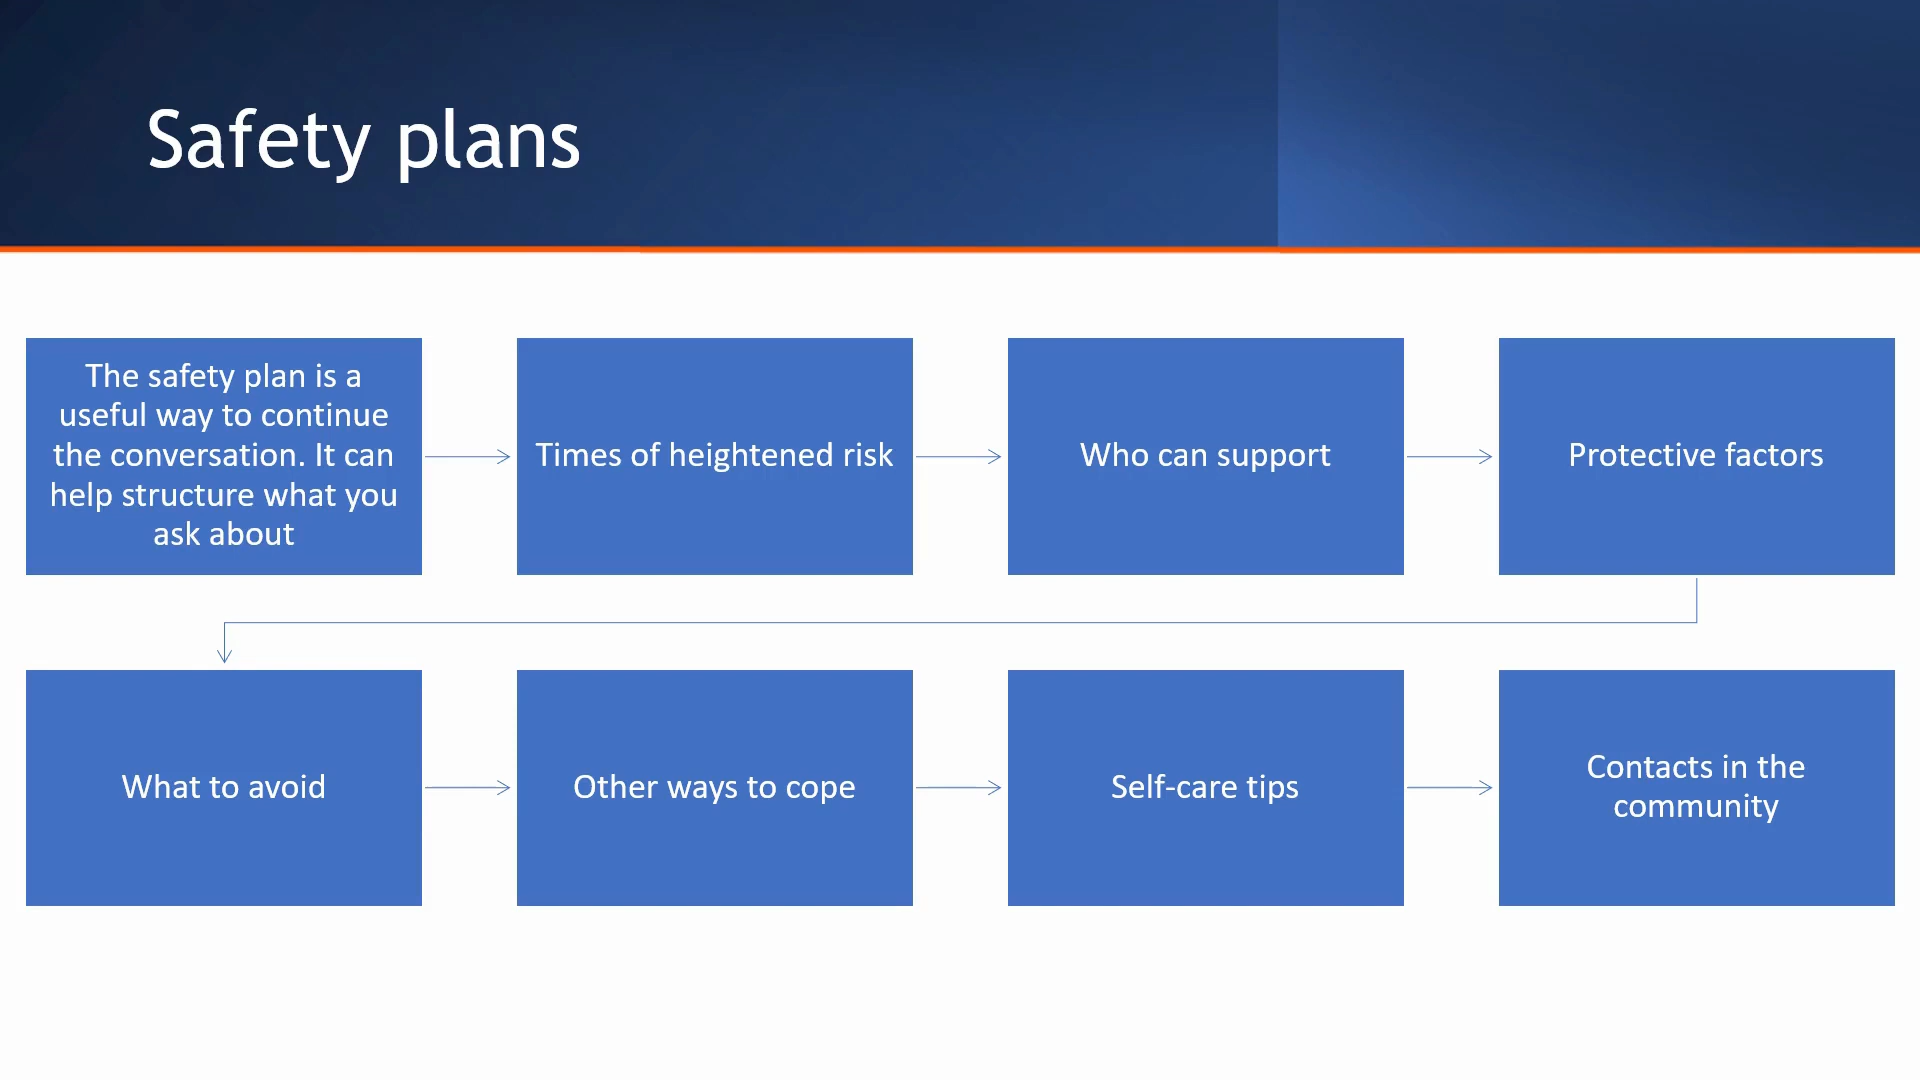 Safety plans
The safety plan is a
useful way to continue
the conversation. It can
help structure what you
ask about
Times of heightened risk
Who can support
Protective factors
What to avoid
Other ways to cope
Self-care tips
Contacts in the
community